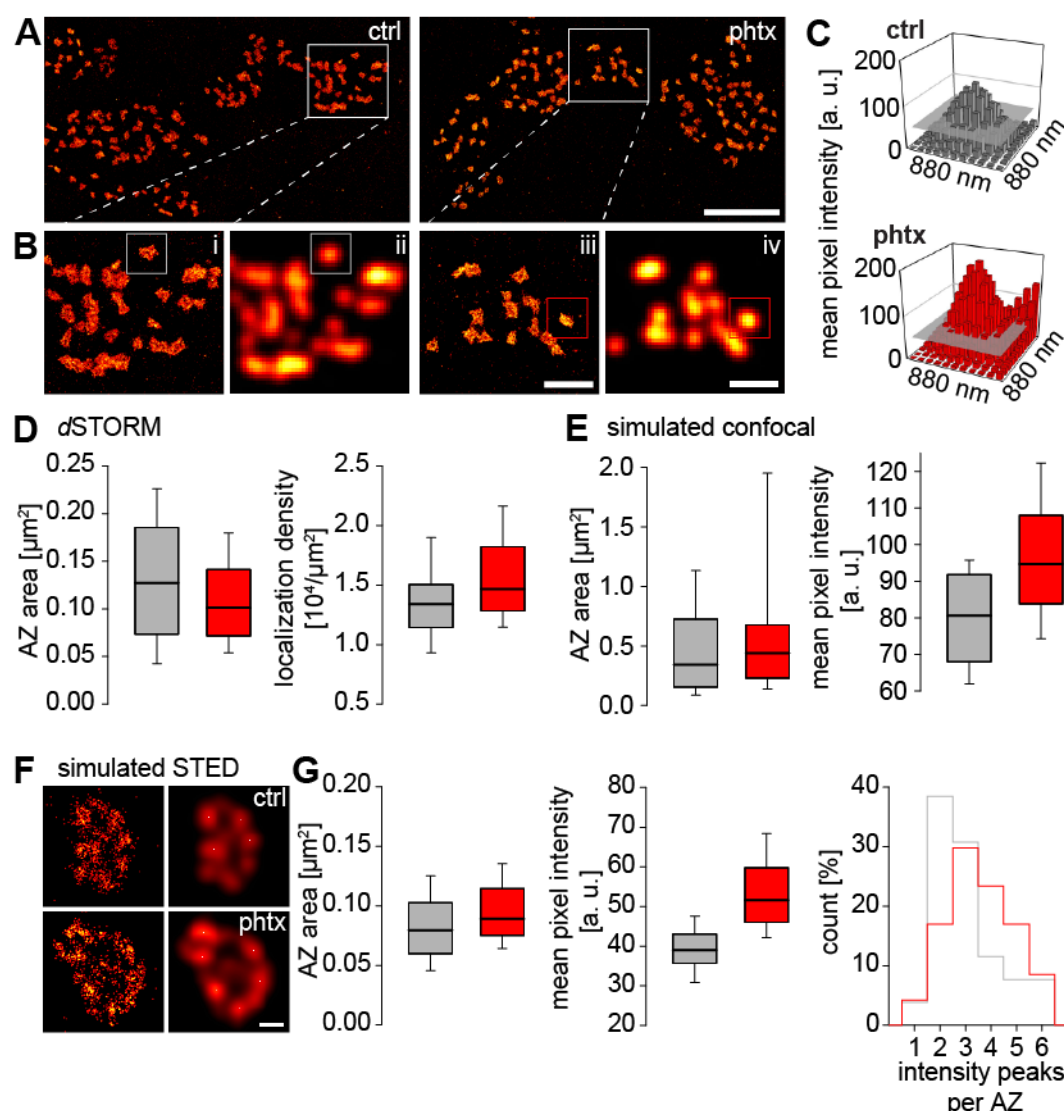 A
ctrl
phtx
C
ctrl
mean pixel intensity [a. u.]
200
100
0
880 nm
880 nm
phtx
200
100
0
880 nm
880 nm
B
i
ii
iii
iv
D dSTORM
AZ area [µm²]
0.25
0.20
0.15
0.10
0.05
0.00
localization density
[10⁴/µm²]
2.5
2.0
1.5
1.0
0.5
E simulated confocal
AZ area [µm²]
2.0
1.5
1.0
0.5
0.0
mean pixel intensity
[a. u.]
120
110
100
90
80
70
60
F simulated STED
ctrl
phtx
G
AZ area [µm²]
0.20
0.15
0.10
0.05
0.00
mean pixel intensity
[a. u.]
80
70
60
50
40
30
20
count [%]
40
30
20
10
0
1 2 3 4 5 6
intensity peaks
per AZ